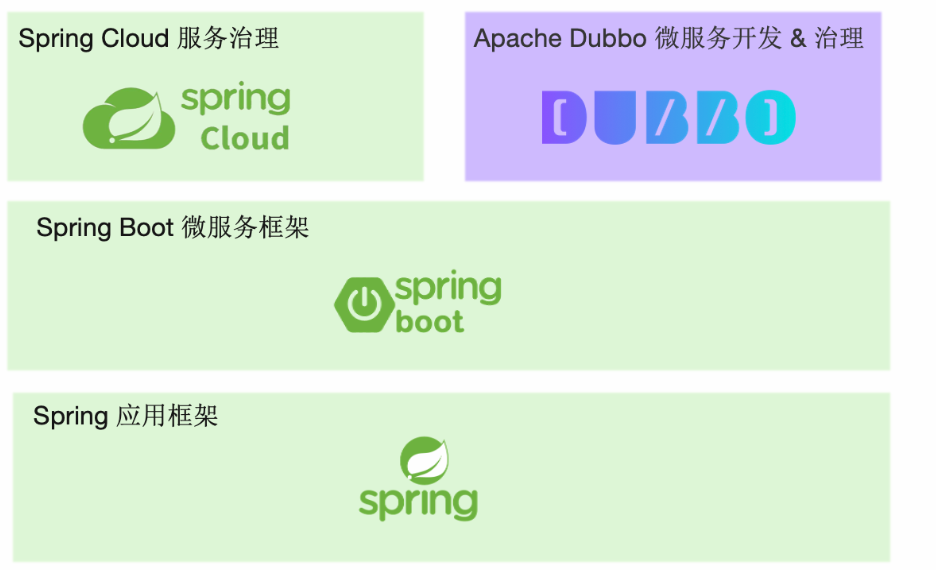 Spring Cloud 服务治理
spring
Cloud
Apache Dubbo 微服务开发 & 治理
DUBBO
Spring Boot 微服务框架
spring
boot
Spring 应用框架
spring